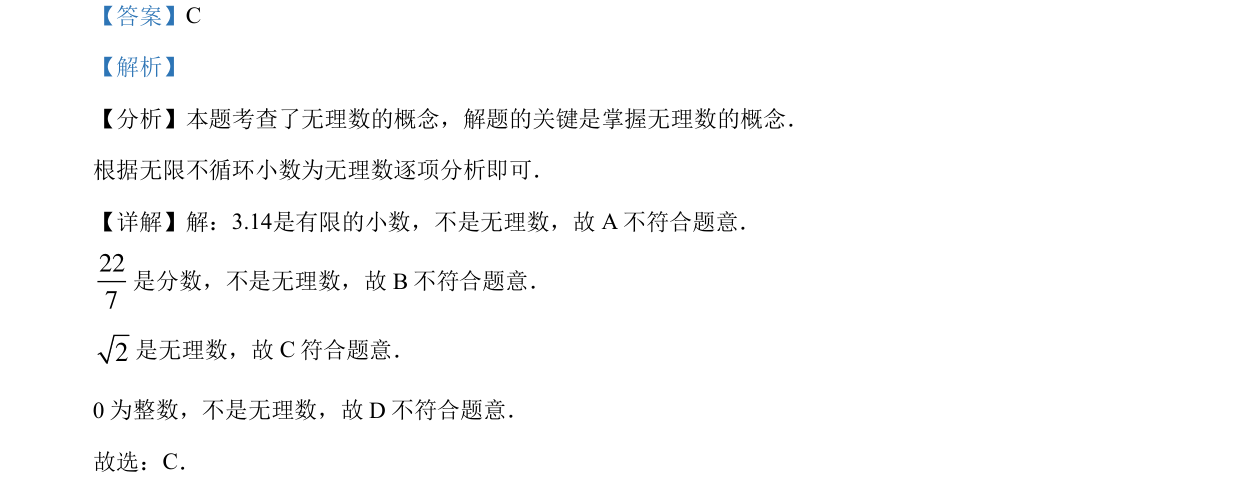 【答案】C
【解析】
【分析】本题考查了无理数的概念，解题的关键是掌握无理数的概念．
根据无限不循环小数为无理数逐项分析即可．
【详解】解：3.14是有限的小数，不是无理数，故 A 不符合题意．
22/7 是分数，不是无理数，故 B 不符合题意．
√2 是无理数，故 C 符合题意．
0 为整数，不是无理数，故 D 不符合题意．
故选：C．